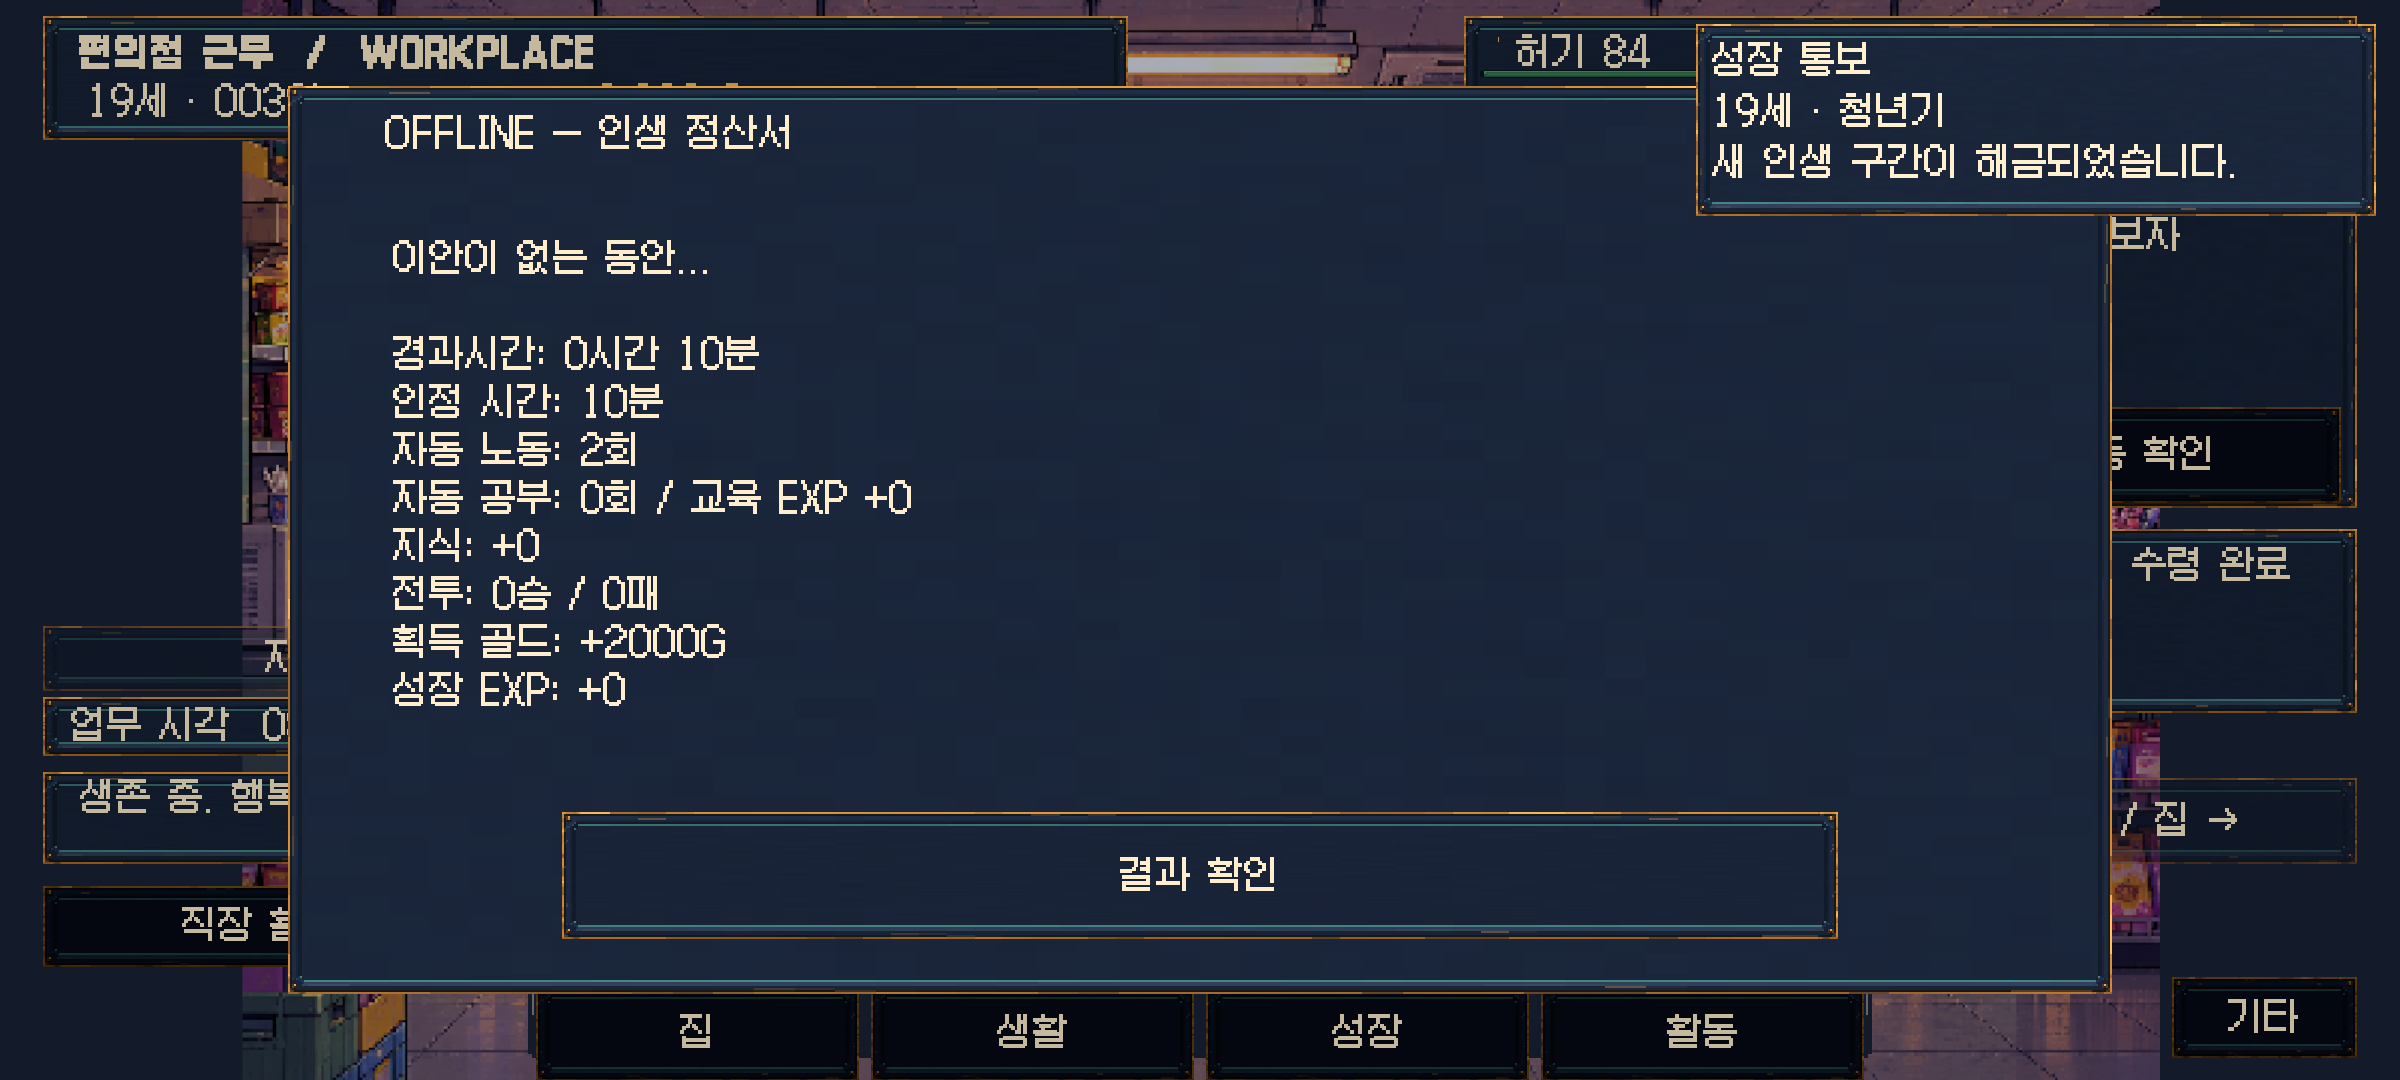 편의점 근무 / WORKPLACE
19세 · 003
허기 84
성장 통보
19세 · 청년기
새 인생 구간이 해금되었습니다.
OFFLINE – 인생 정산서
이안이 없는 동안...
경과시간: 0시간 10분
인정 시간: 10분
자동 노동: 2회
자동 공부: 0회 / 교육 EXP +0
지식: +0
전투: 0승 / 0패
획득 골드: +2000G
성장 EXP: +0
결과 확인
보자
확인
수령 완료
/ 집 →
업무 시각 0
생존 중. 행복
직장
집
생활
성장
활동
기타